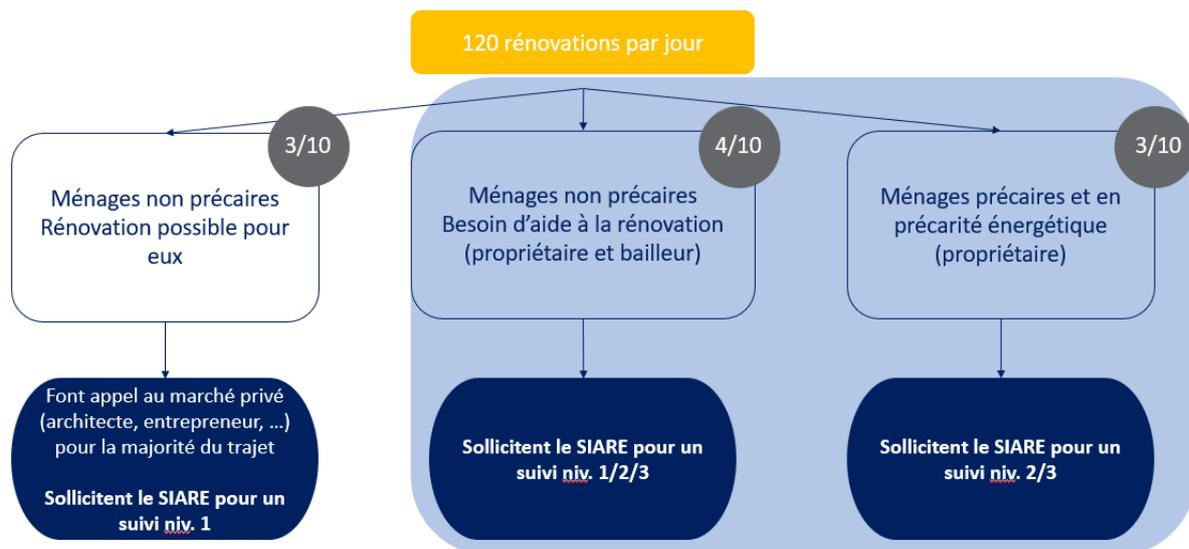 120 rénovations par jour
3/10
Ménages non précaires
Rénovation possible pour
eux
4/10
Ménages non précaires
Besoin d’aide à la rénovation
(propriétaire et bailleur)
3/10
Ménages précaires et en
précarité énergétique
(propriétaire)
Font appel au marché privé
(architecte, entrepreneur, …)
pour la majorité du trajet
Sollicitent le SIARE pour un
suivi niv. 1
Sollicitent le SIARE pour un
suivi niv. 1/2/3
Sollicitent le SIARE pour un
suivi niv. 2/3